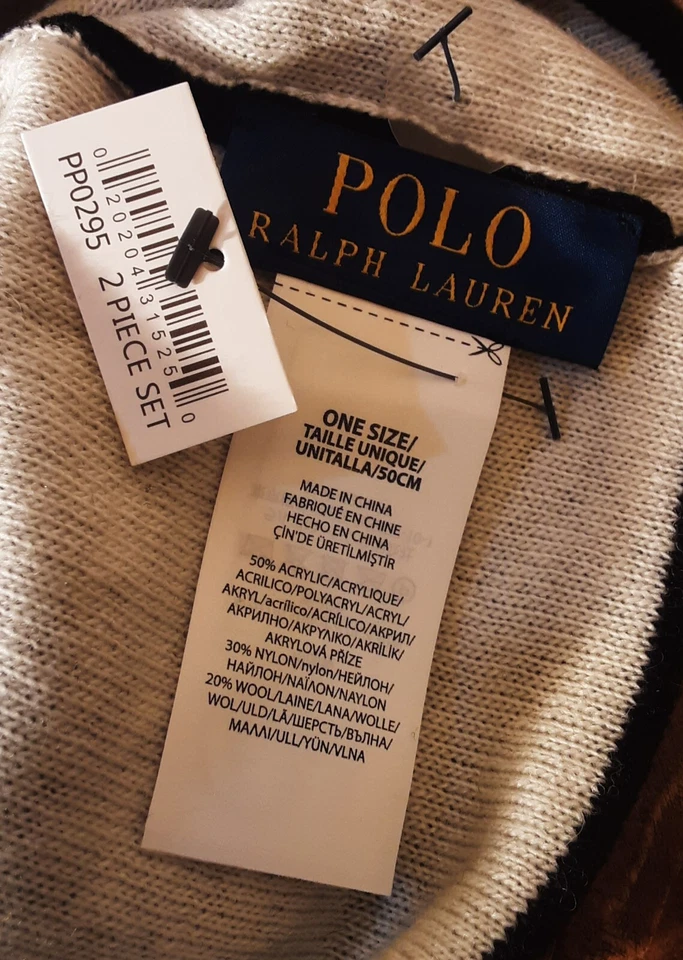 POLO
RALPH LAUREN
0 20204 31525 0
PP0295 2 PIECE SET
ONE SIZE/
TAILLE UNIQUE/
UNITALLA/50CM
MADE IN CHINA
FABRIQUÉ EN CHINE
HECHO EN CHINA
ÇİN'DE ÜRETİLMİŞTİR
50% ACRYLIC/ACRYLIQUE/
ACRILICO/POLYACRYL/ACRYL/
AKRYL/acrílico/ACRÍLICO/АКРИЛ/
АКРИЛНО/ΑΚΡΥΛΙΚΟ/AKRİLİK/
AKRYLOVÁ PŘÍZE
30% NYLON/nylon/НЕЙЛОН/
НАЙЛОН/ΝΑΪΛΟΝ/NAYLON
20% WOOL/LAINE/LANA/WOLLE/
WOL/ULD/LÃ/ШЕРСТЬ/ВЪЛНА/
ΜΑΛΛΙ/ULL/YÜN/VLNA